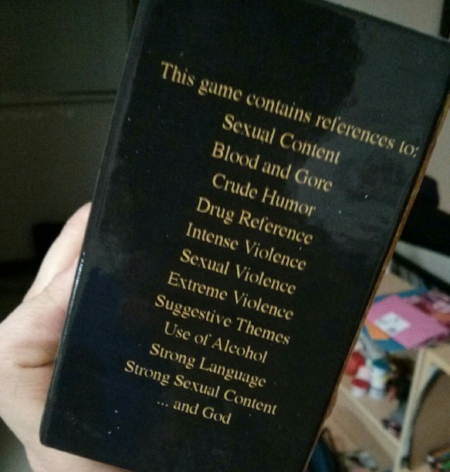 This game contains references to:
Sexual Content
Blood and Gore
Crude Humor
Drug Reference
Intense Violence
Sexual Violence
Extreme Violence
Suggestive Themes
Use of Alcohol
Strong Language
Strong Sexual Content
... and God